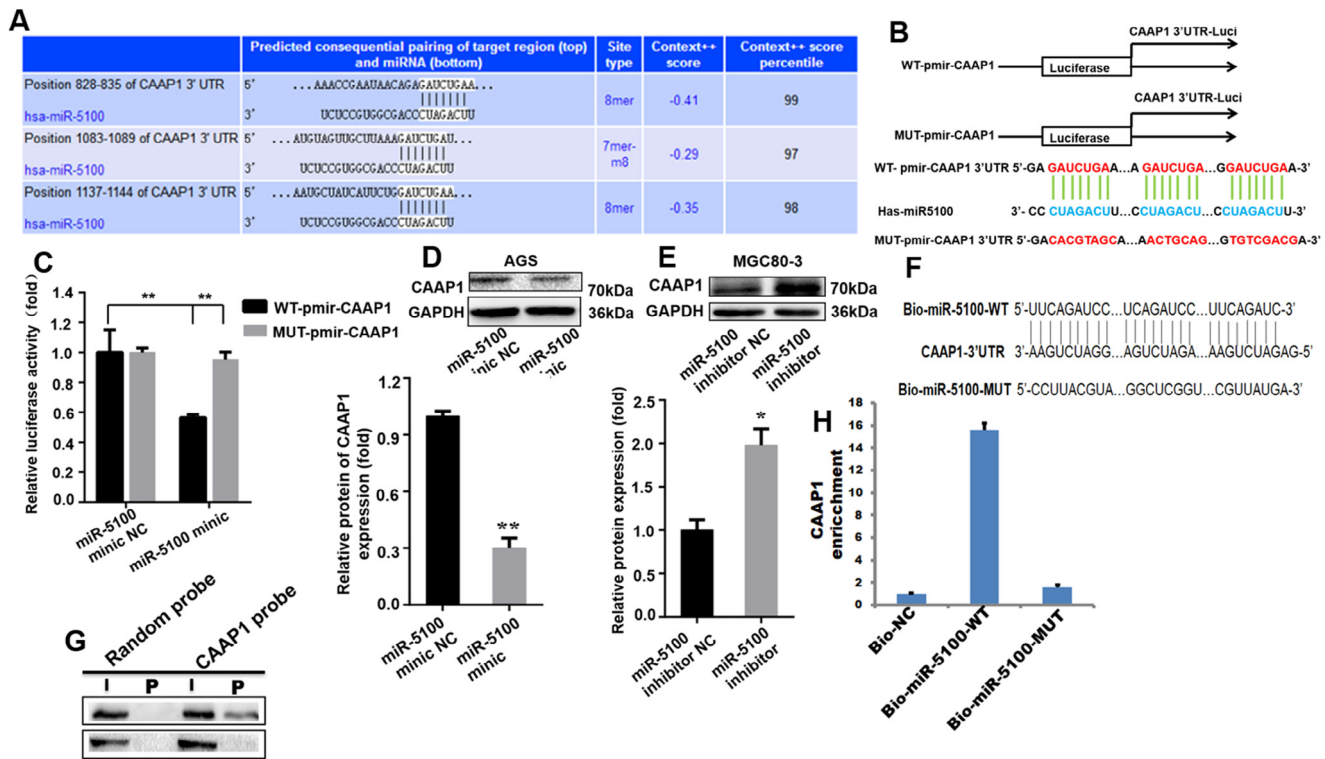 A
Predicted consequential pairing of target region (top) and miRNA (bottom)
Site type
Context++ score
Context++ score percentile
Position 828-835 of CAAP1 3' UTR 5' ...AAACCGAAUAACAGAGAUCUGAA... 8mer -0.41 99
hsa-miR-5100 3' UCUCCGUGGCGACCCUAGACUU
Position 1083-1089 of CAAP1 3' UTR 5' ...AUGUAGUUGCUUAAAGAUCUGAU... 7mer-m8 -0.29 97
hsa-miR-5100 3' UCUCCGUGGCGACCCUAGACUU
Position 1137-1144 of CAAP1 3' UTR 5' ...AAUGCUAUCAUUCUGGAUCUGAA... 8mer -0.35 98
hsa-miR-5100 3' UCUCCGUGGCGACCCUAGACUU
B
CAAP1 3'UTR-Luci
WT-pmir-CAAP1
Luciferase
CAAP1 3'UTR-Luci
MUT-pmir-CAAP1
Luciferase
WT- pmir-CAAP1 3'UTR 5'-GA GAUCUGAA...A GAUCUGA...GGAUCUGAA-3'
Has-miR5100 3'- CC CUAGACUU...CCUAGACU...CCUAGACUU-3'
MUT-pmir-CAAP1 3'UTR 5'-GACACGTAGC...AACTGCAG...GTGTCGACGA-3'
C
Relative luciferase activity (fold)
1.4
1.2
1.0
0.8
0.6
0.4
0.2
0.0
** **
WT-pmir-CAAP1
MUT-pmir-CAAP1
miR-5100 minic NC
miR-5100 minic
D
AGS
CAAP1 70kDa
GAPDH 36kDa
miR-5100 inic NC
miR-5100 ini
Relative protein of CAAP1 expression (fold)
1.2
0.9
0.6
0.3
0.0
**
miR-5100 minic NC
miR-5100 minic
E
MGC80-3
CAAP1 70kDa
GAPDH 36kDa
miR-5100 inhibitor NC
miR-5100 inhibitor
Relative protein expression (fold)
2.5
2.0
1.5
1.0
0.5
0.0
*
miR-5100 inhibitor NC
miR-5100 inhibitor
F
Bio-miR-5100-WT 5'-UUCAGAUCC...UCAGAUCC...UUCAGAUC-3'
CAAP1-3'UTR 3'-AAGUCUAGG...AGUCUAGA...AAGUCUAGAG-5'
Bio-miR-5100-MUT 5'-CCUUACGUA...GGCUCGGU...CGUUAUGA-3'
G
Random probe
CAAP1 probe
I P I P
H
CAAP1 enricchment
18
16
14
12
10
8
6
4
2
0
Bio-NC
Bio-miR-5100-WT
Bio-miR-5100-MUT